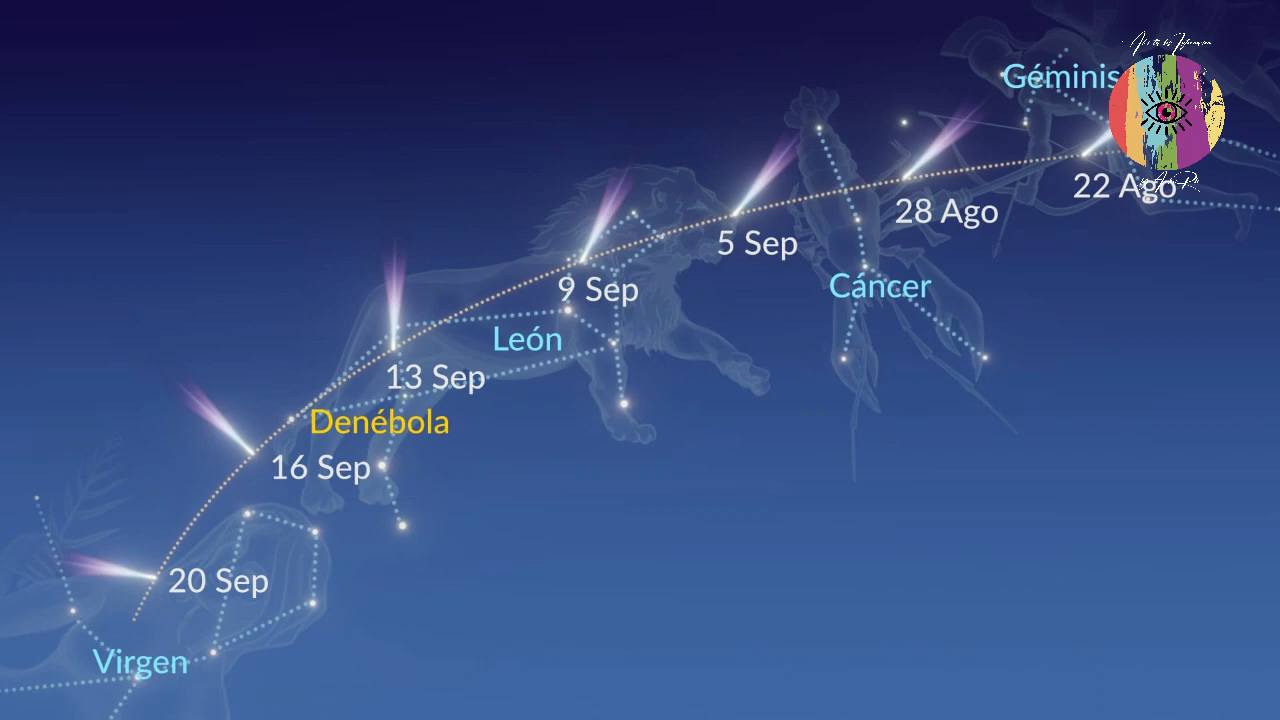 Géminis
22 Ago
28 Ago
5 Sep
Cáncer
9 Sep
León
13 Sep
Denébola
16 Sep
20 Sep
Virgen